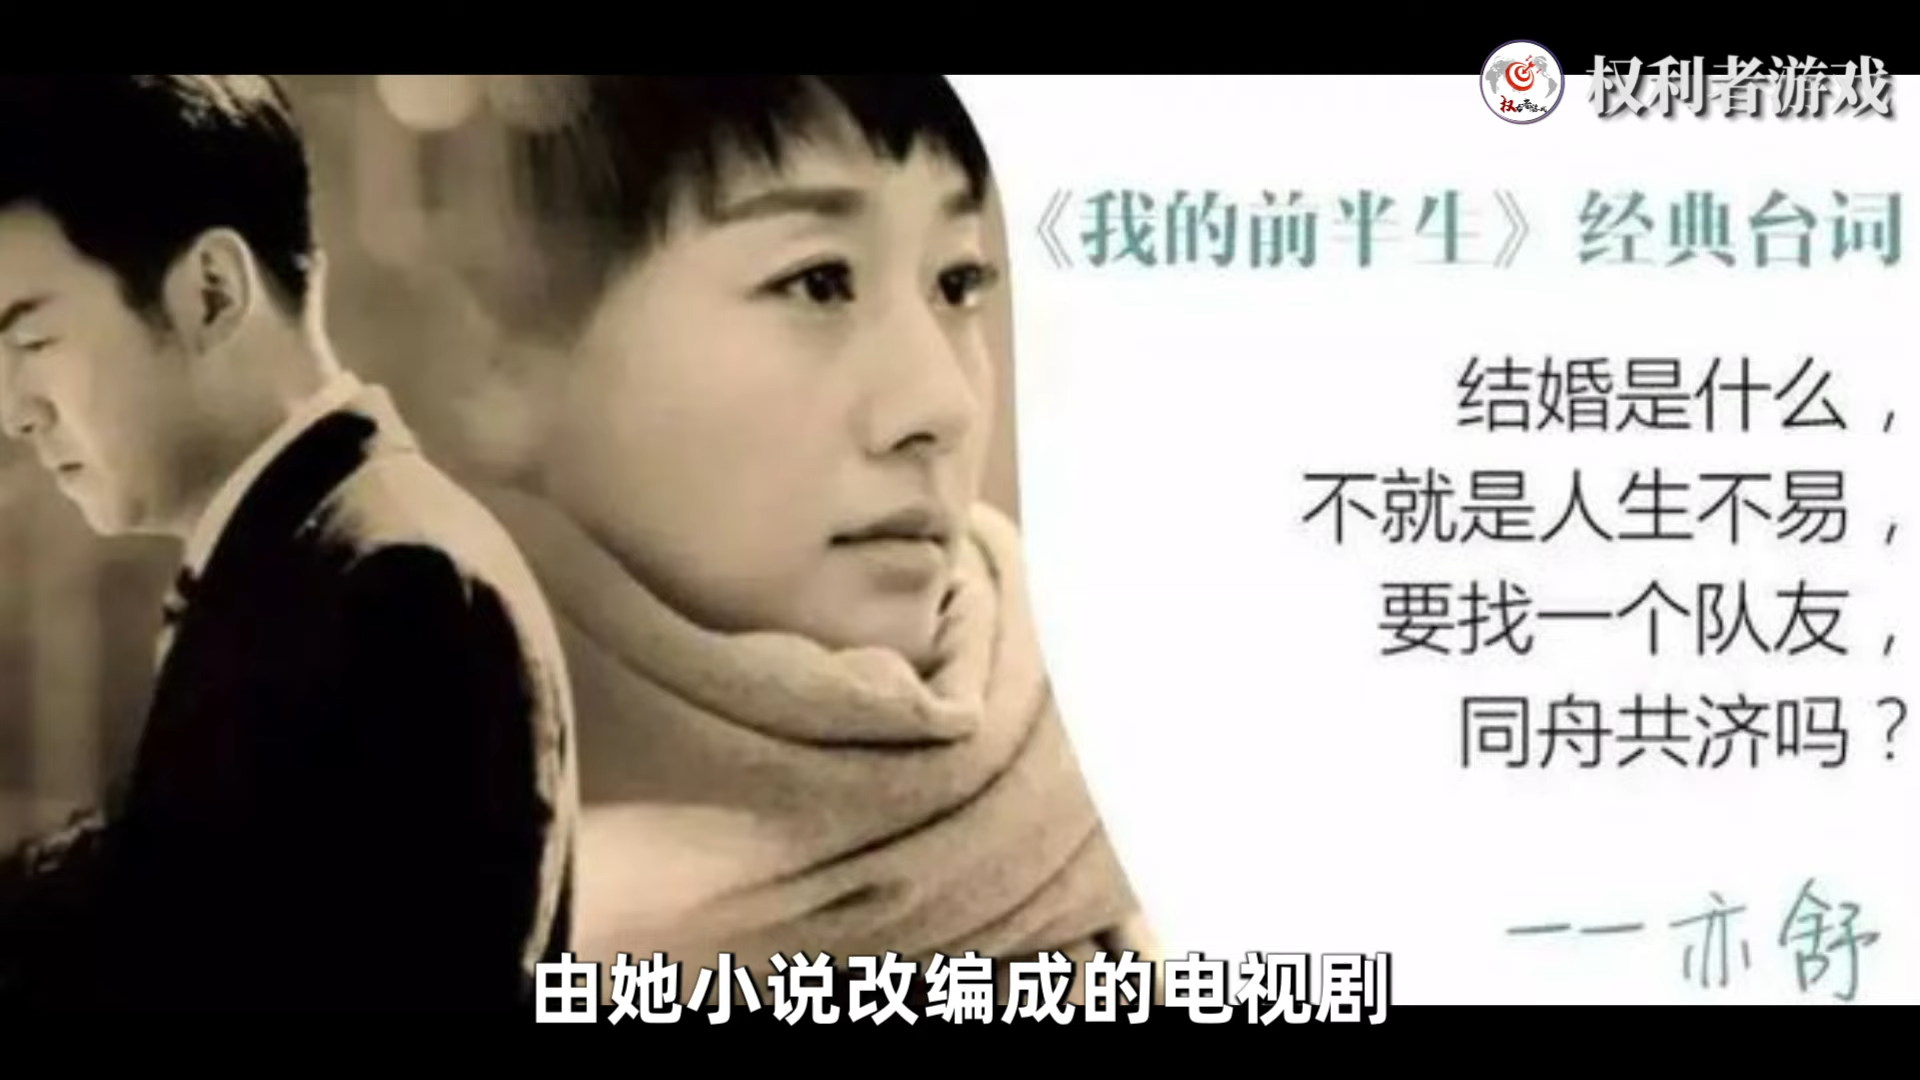 权利者游戏
《我的前半生》经典台词
结婚是什么，
不就是人生不易，
要找一个队友，
同舟共济吗？
——亦舒
由她小说改编成的电视剧